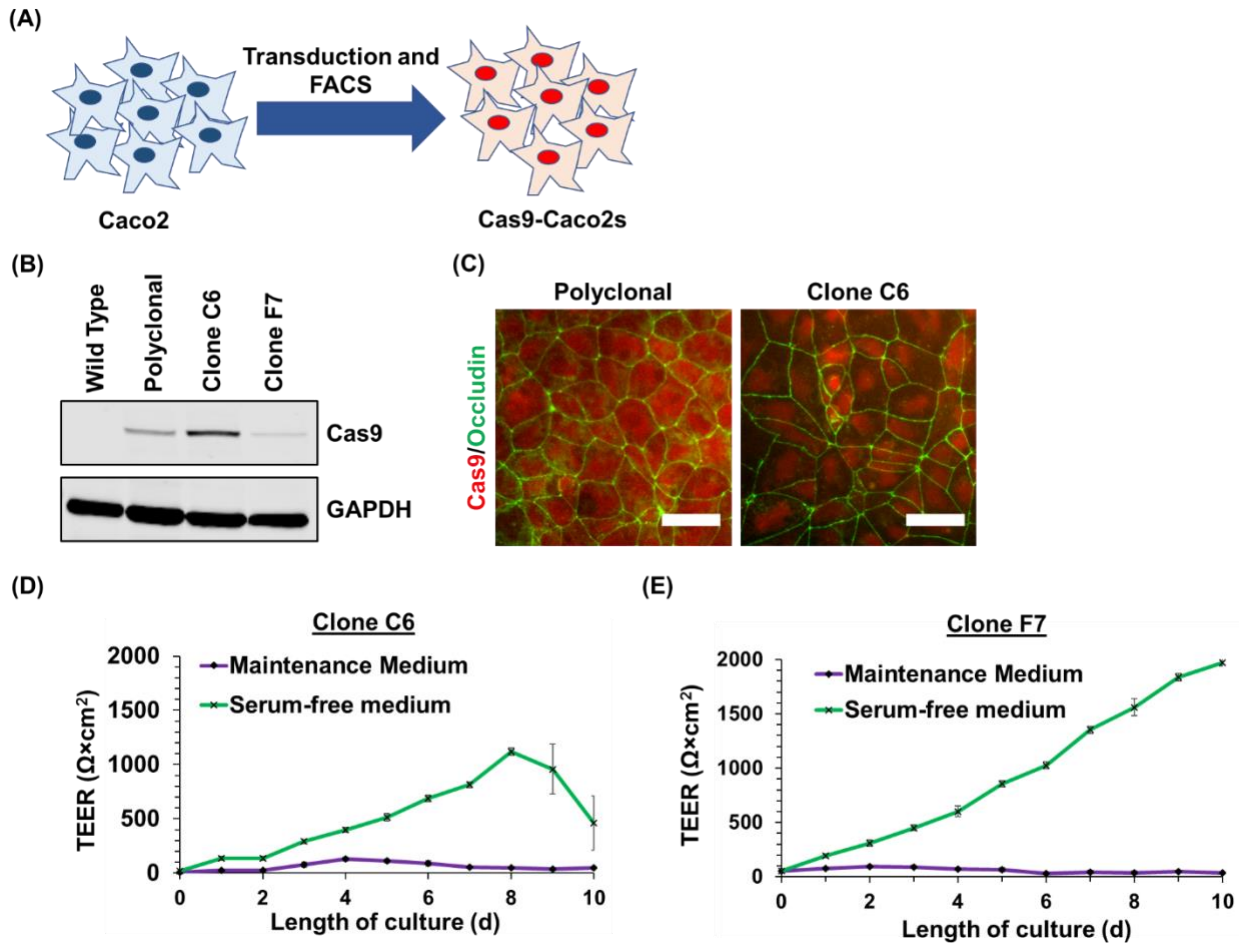 (A)
Transduction and
FACS
Caco2
Cas9-Caco2s
(B)
Wild Type
Polyclonal
Clone C6
Clone F7
Cas9
GAPDH
(C)
Polyclonal
Clone C6
Cas9/Occludin
(D)
Clone C6
Maintenance Medium
Serum-free medium
TEER (Ω×cm²)
2000
1500
1000
500
0
0 2 4 6 8 10
Length of culture (d)
(E)
Clone F7
Maintenance Medium
Serum-free medium
TEER (Ω×cm²)
2000
1500
1000
500
0
0 2 4 6 8 10
Length of culture (d)